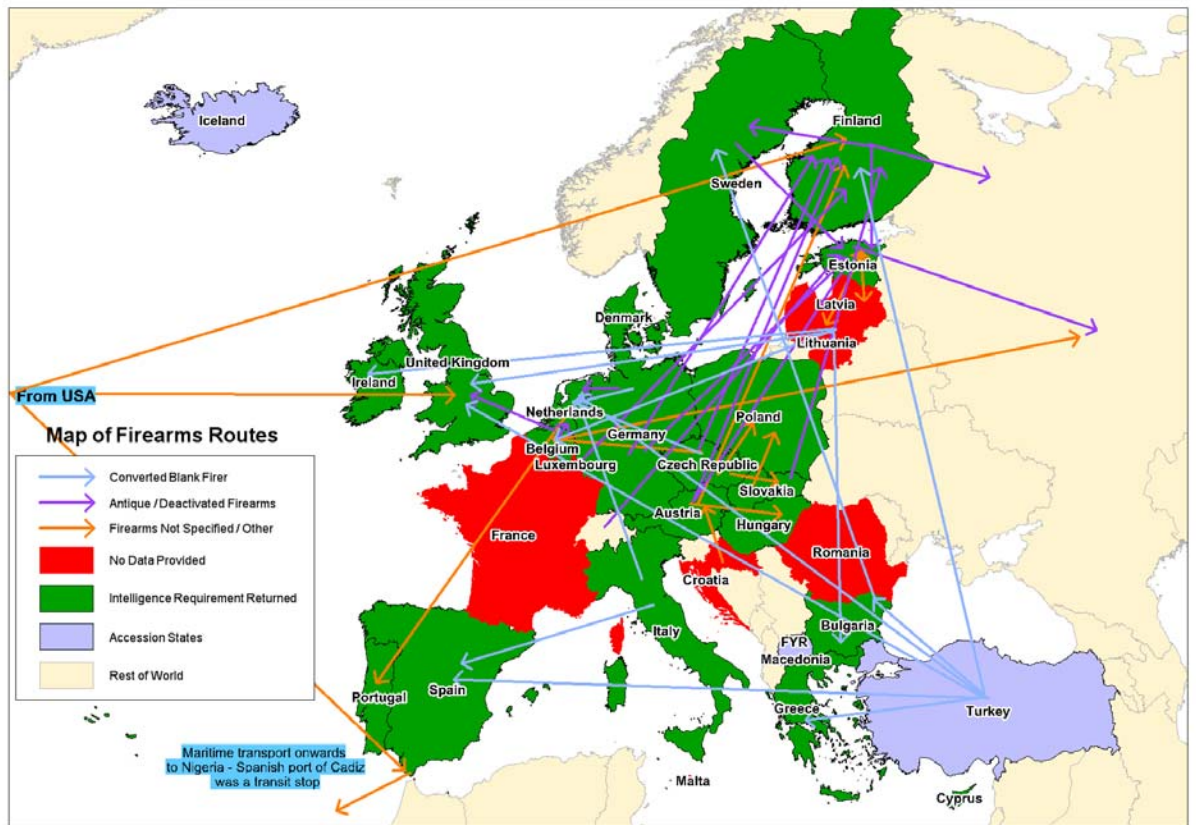 Iceland
Finland
Sweden
Estonia
Latvia
Denmark
Lithuania
United Kingdom
Ireland
From USA
Netherlands
Poland
Germany
Belgium
Luxembourg
Czech Republic
Slovakia
Austria
Hungary
France
Romania
Croatia
Italy
Bulgaria
FYR
Macedonia
Portugal
Spain
Greece
Turkey
Malta
Cyprus
Map of Firearms Routes
Converted Blank Firer
Antique / Deactivated Firearms
Firearms Not Specified / Other
No Data Provided
Intelligence Requirement Returned
Accession States
Rest of World
Maritime transport onwards
to Nigeria - Spanish port of Cadiz
was a transit stop